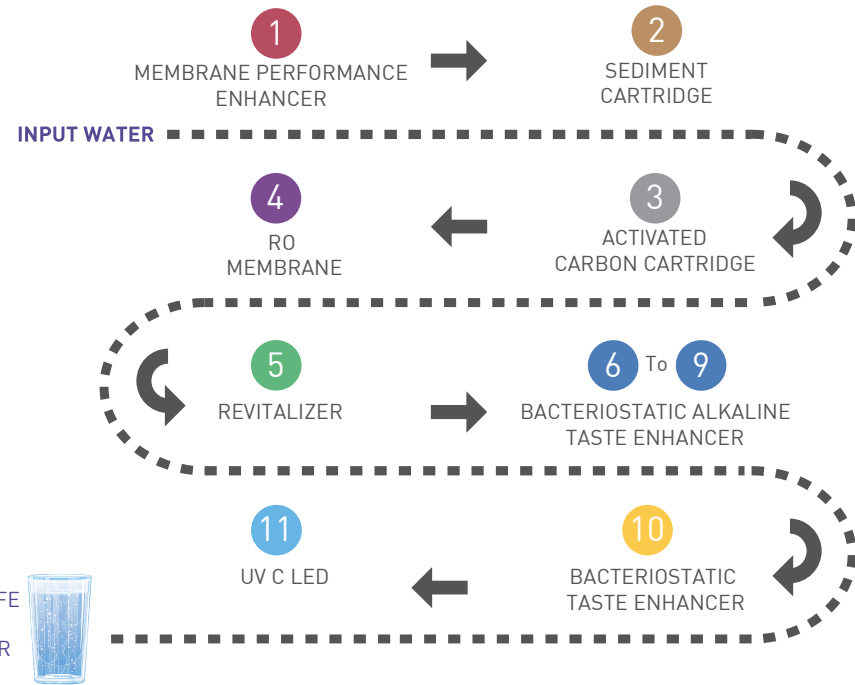 1
2
MEMBRANE PERFORMANCE
ENHANCER
SEDIMENT
CARTRIDGE
INPUT WATER
4
3
RO
MEMBRANE
ACTIVATED
CARBON CARTRIDGE
5
6 To 9
REVITALIZER
BACTERIOSTATIC ALKALINE
TASTE ENHANCER
11
10
UV C LED
BACTERIOSTATIC
TASTE ENHANCER